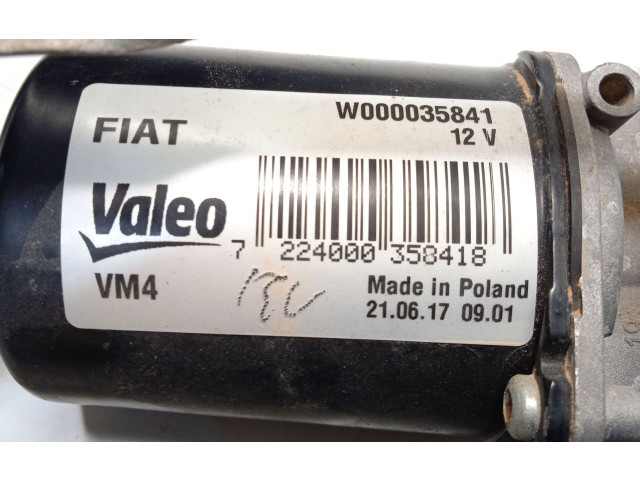 FIAT
W000035841
12 V
Valeo
7 224000 358418
VM4
Made in Poland
21.06.17 09.01